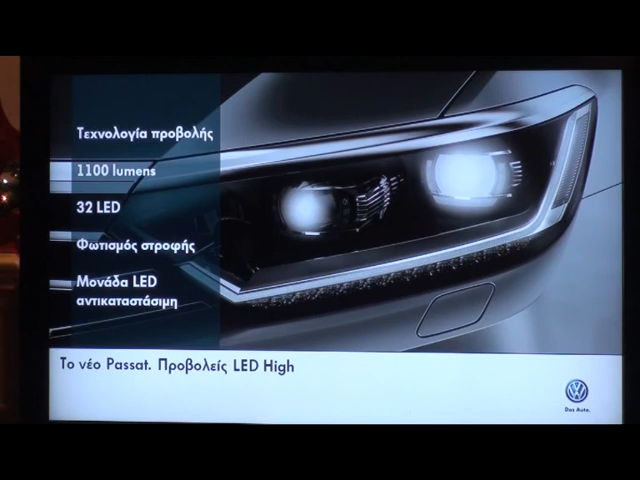 Τεχνολογία προβολής
1100 lumens
32 LED
Φωτισμός στροφής
Μονάδα LED
αντικαταστάσιμη
Το νέο Passat. Προβολείς LED High
Das Auto.